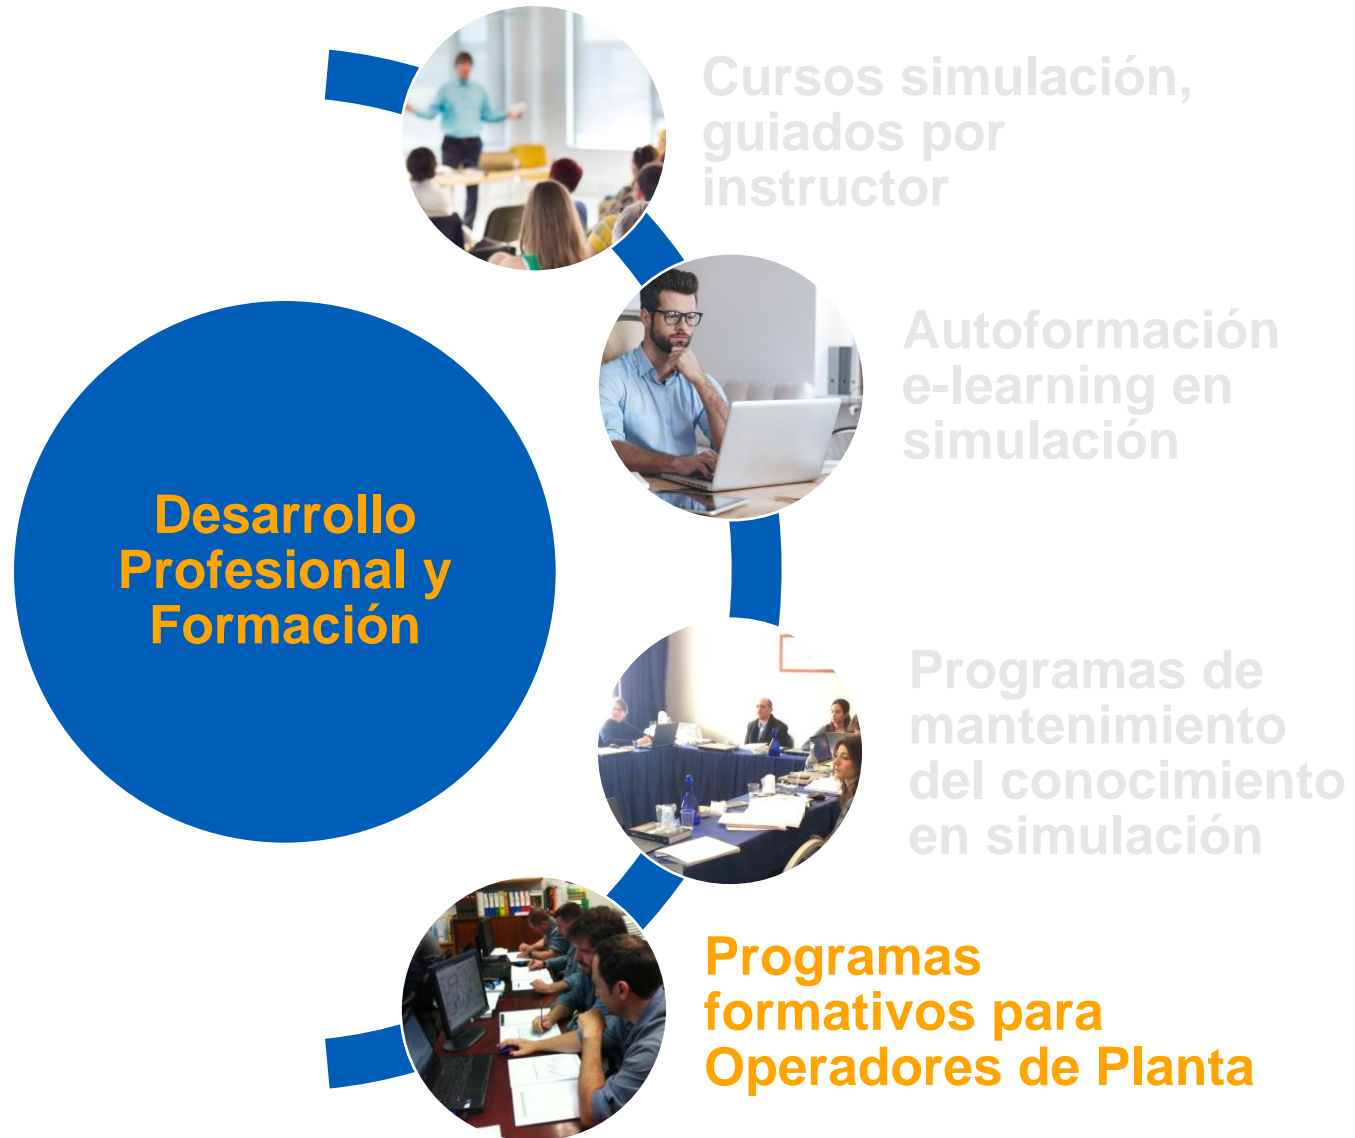 Cursos simulación,
guiados por
instructor
Autoformación
e-learning en
simulación
Desarrollo
Profesional y
Formación
Programas de
mantenimiento
del conocimiento
en simulación
Programas
formativos para
Operadores de Planta